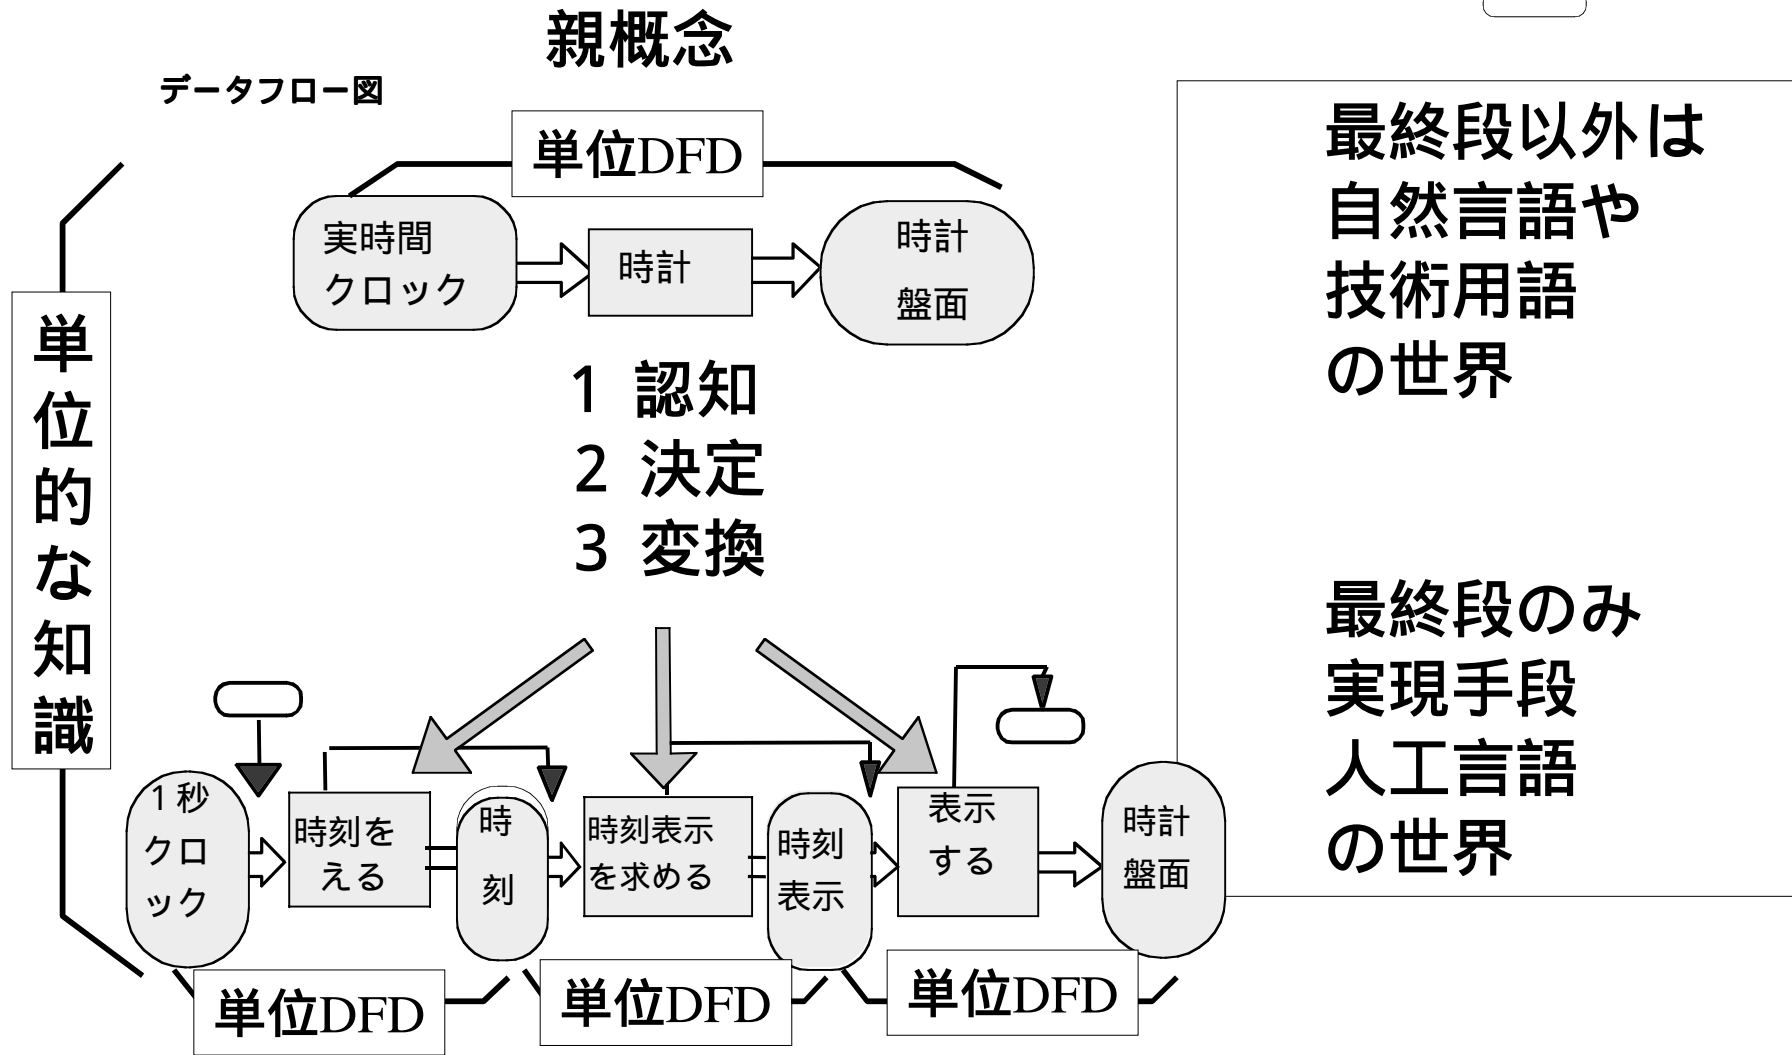 親概念
データフロー図
単位DFD
実時間
クロック
時計
時計
盤面
1 認知
2 決定
3 変換
単位的な知識
最終段以外は
自然言語や
技術用語
の世界
最終段のみ
実現手段
人工言語
の世界
1秒
クロ
ック
時刻を
える
時
刻
時刻表示
を求める
時刻
表示
表示
する
時計
盤面
単位DFD
単位DFD
単位DFD